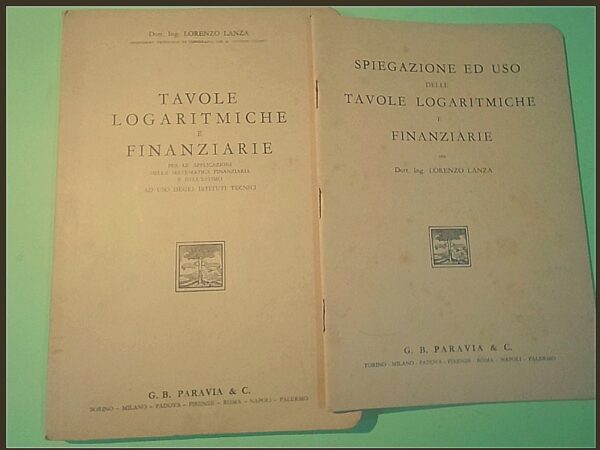 Dott. Ing. LORENZO LANZA
TAVOLE
LOGARITMICHE
E
FINANZIARIE
PER LE APPLICAZIONI
DELLA MATEMATICA FINANZIARIA
E DELL'ESTIMO
AD USO DEGLI ISTITUTI TECNICI
G. B. PARAVIA & C.
TORINO - MILANO - PADOVA - FIRENZE - ROMA - NAPOLI - PALERMO
SPIEGAZIONE ED USO
DELLE
TAVOLE LOGARITMICHE
E
FINANZIARIE
PER
Dott. Ing. LORENZO LANZA
G. B. PARAVIA & C.
TORINO - MILANO - PADOVA - FIRENZE - ROMA - NAPOLI - PALERMO